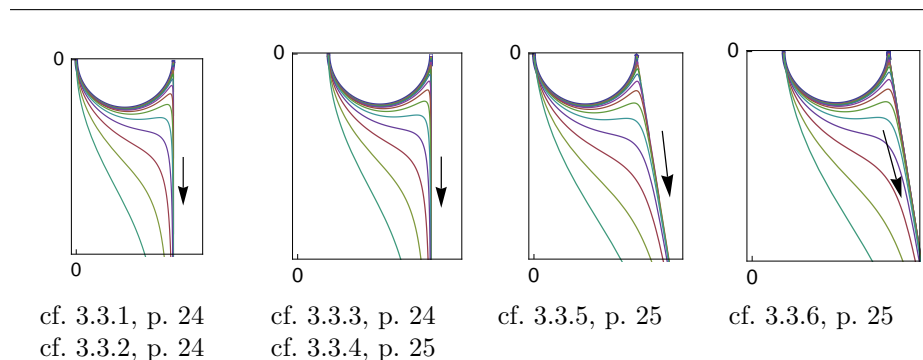 0 0 0 0
0 0 0 0
cf. 3.3.1, p. 24 cf. 3.3.3, p. 24 cf. 3.3.5, p. 25 cf. 3.3.6, p. 25
cf. 3.3.2, p. 24 cf. 3.3.4, p. 25